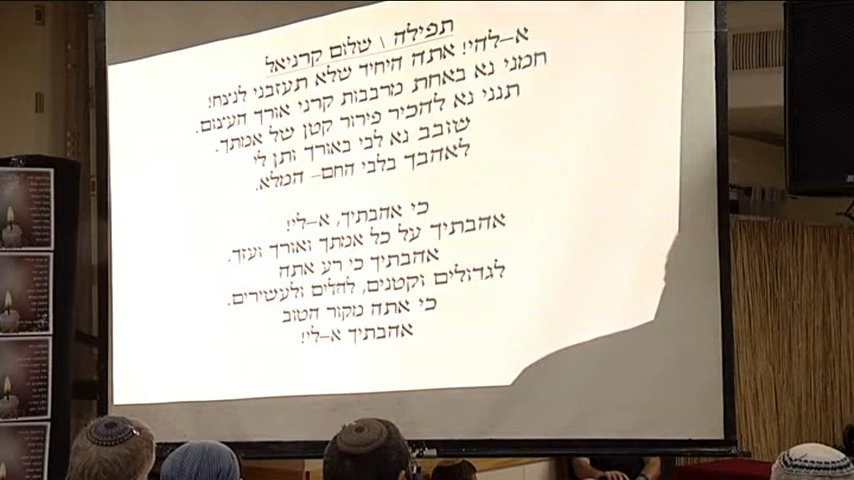 תפילה \ שלום קרניאל
א–להי! אתה היחיד שלא תעזבני לנצח!
חמני נא באחת מרבבות קרני אורך העצום.
תנני נא להכיר פירור קטן של אמתך.
שובב נא לבי באורך ותן לי
לאהבך בלבי החם– המלא.
כי אהבתיך, א–לי!
אהבתיך על כל אמתך ואורך ועזך.
אהבתיך כי רע אתה
לגדולים וקטנים, לדלים ולעשירים.
כי אתה מקור הטוב
אהבתיך א–לי!